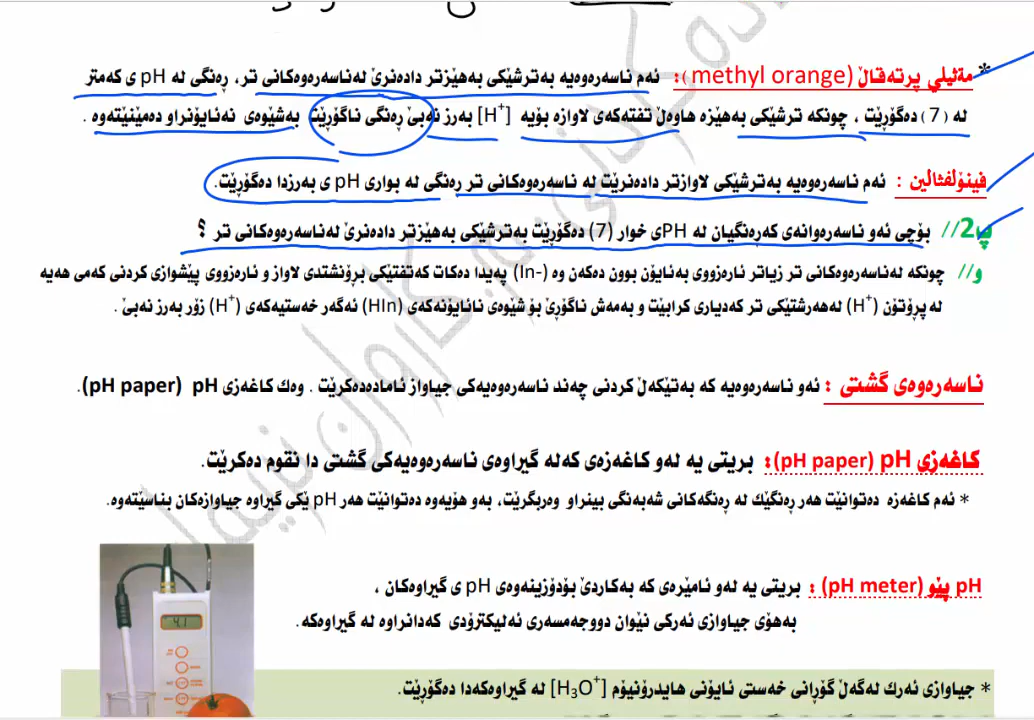 * مةثيلي پرتەقاڵ (methyl orange): ئەم ناسەرەوەیە بەترشێکی بەهێزتر دادەنرێ لەناسەرەوەکانی تر، ڕەنگی لە pH ی کەمتر
لە (7) دەگۆڕێت ، چونکە ترشێکی بەهێزە هاوەڵ تفتەکەی لاوازە بۆیە [H⁺] بەرز نەبێ ڕەنگی ناگۆڕێت بەشێوەی نەئایۆنراو دەمێنێتەوە .
فینۆلفثالین : ئەم ناسەرەوەیە بەترشێکی لاوازتر دادەنرێت لە ناسەرەوەکانی تر ڕەنگی لە بواری pH ی بەرزدا دەگۆڕێت.
پ2// بۆچی ئەو ناسەرەوانەی کەڕەنگیان لە PHی خوار (7) دەگۆڕێت بەترشێکی بەهێزتر دادەنرێ لەناسەرەوەکانی تر ؟
و// چونکە لەناسەرەوەکانی تر زیاتر ئارەزووی بەئایۆن بوون دەکەن وە (In-) پەیدا دەکات کەتفتێکی برۆنشتدی لاواز و ئارەزووی پێشوازی کردنی کەمی هەیە
لە پرۆتۆن (H⁺) لەهەرشتێکی تر کەدیاری کرابێت و بەمەش ناگۆڕێ بۆ شێوەی نائایۆنەکەی (HIn) ئەگەر خەستیەکەی (H⁺) زۆر بەرز نەبێ .
ناسەرەوەی گشتی : ئەو ناسەرەوەیە کە بەتێکەڵ کردنی چەند ناسەرەوەیەکی جیاواز ئامادەدەکرێت . وەك کاغەزی pH (pH paper).
کاغەزی pH (pH paper): بریتی یە لەو کاغەزەی کەلە گیراوەی ناسەرەوەیەکی گشتی دا نقوم دەکرێت.
* ئەم کاغەزە دەتوانێت هەر ڕەنگێك لە ڕەنگەکانی شەبەنگی بینراو وەربگرێت، بەو هۆیەوە دەتوانێت هەر pH ێکی گیراوە جیاوازەکان بناسێتەوە.
pH پێو (pH meter) : بریتی یە لەو ئامێرەی کە بەکاردێ بۆدۆزینەوەی pH ی گیراوەکان ،
بەهۆی جیاوازی ئەرکی نێوان دووجەمسەری ئەلیکترۆدی کەدانراوە لە گیراوەکە.
* جیاوازی ئەرك لەگەڵ گۆڕانی خەستی ئایۆنی هایدرۆنیۆم [H₃O⁺] لە گیراوەکەدا دەگۆڕێت.